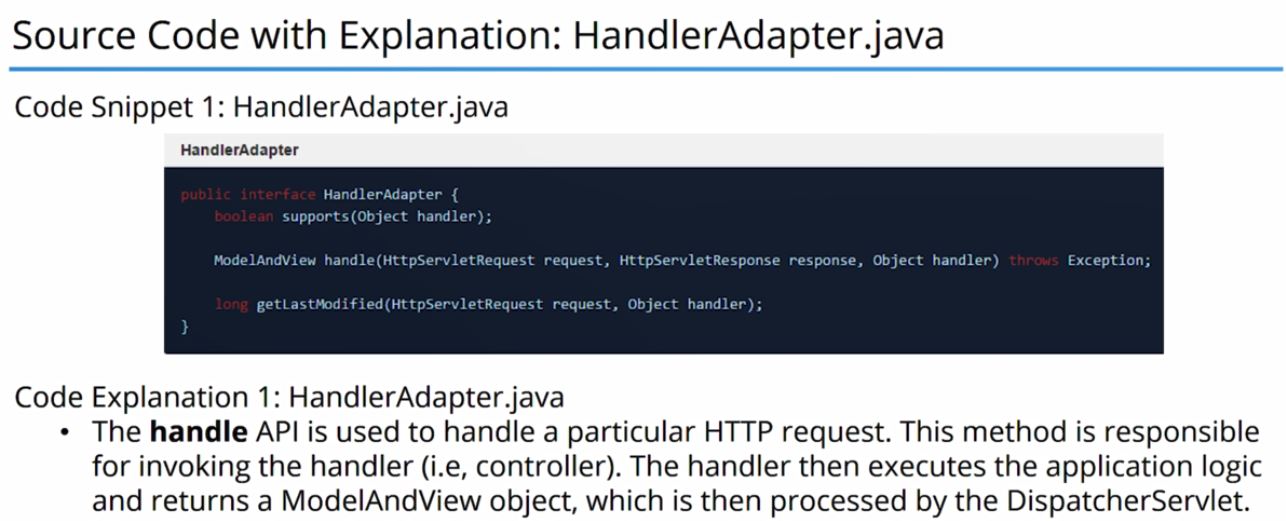 Source Code with Explanation: HandlerAdapter.java
Code Snippet 1: HandlerAdapter.java
HandlerAdapter
public interface HandlerAdapter {
    boolean supports(Object handler);
    ModelAndView handle(HttpServletRequest request, HttpServletResponse response, Object handler) throws Exception;
    long getLastModified(HttpServletRequest request, Object handler);
}
Code Explanation 1: HandlerAdapter.java
• The handle API is used to handle a particular HTTP request. This method is responsible
for invoking the handler (i.e, controller). The handler then executes the application logic
and returns a ModelAndView object, which is then processed by the DispatcherServlet.